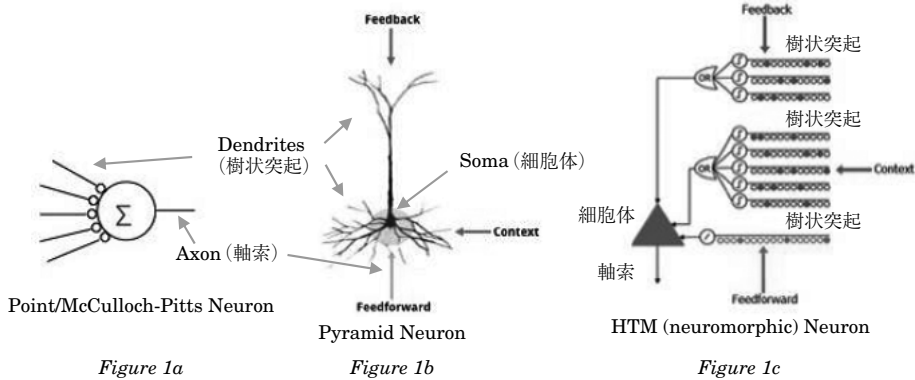 Feedback
Dendrites
(樹状突起)
Soma (細胞体)
Σ
Context
Axon (軸索)
Feedforward
Point/McCulloch-Pitts Neuron
Pyramid Neuron
Figure 1a
Figure 1b
Feedback
樹状突起
OR
樹状突起
OR
Context
細胞体
樹状突起
軸索
Feedforward
HTM (neuromorphic) Neuron
Figure 1c